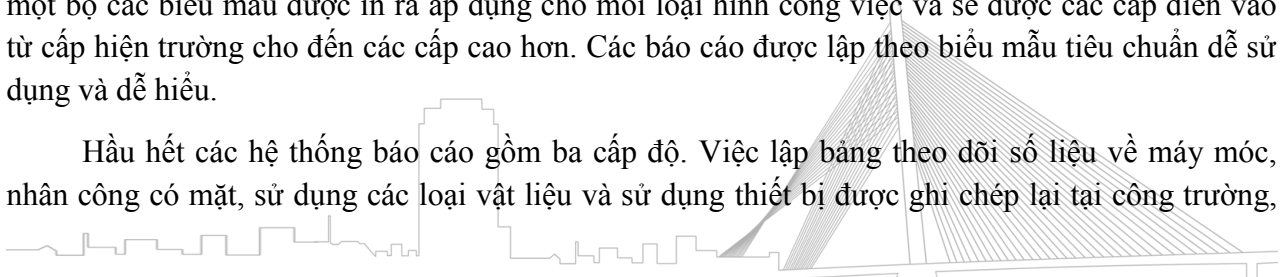 một bộ các biểu mẫu được in ra áp dụng cho mỗi loại hình công việc và sẽ được các cấp điền vào
từ cấp hiện trường cho đến các cấp cao hơn. Các báo cáo được lập theo biểu mẫu tiêu chuẩn dễ sử
dụng và dễ hiểu.
Hầu hết các hệ thống báo cáo gồm ba cấp độ. Việc lập bảng theo dõi số liệu về máy móc,
nhân công có mặt, sử dụng các loại vật liệu và sử dụng thiết bị được ghi chép lại tại công trường,